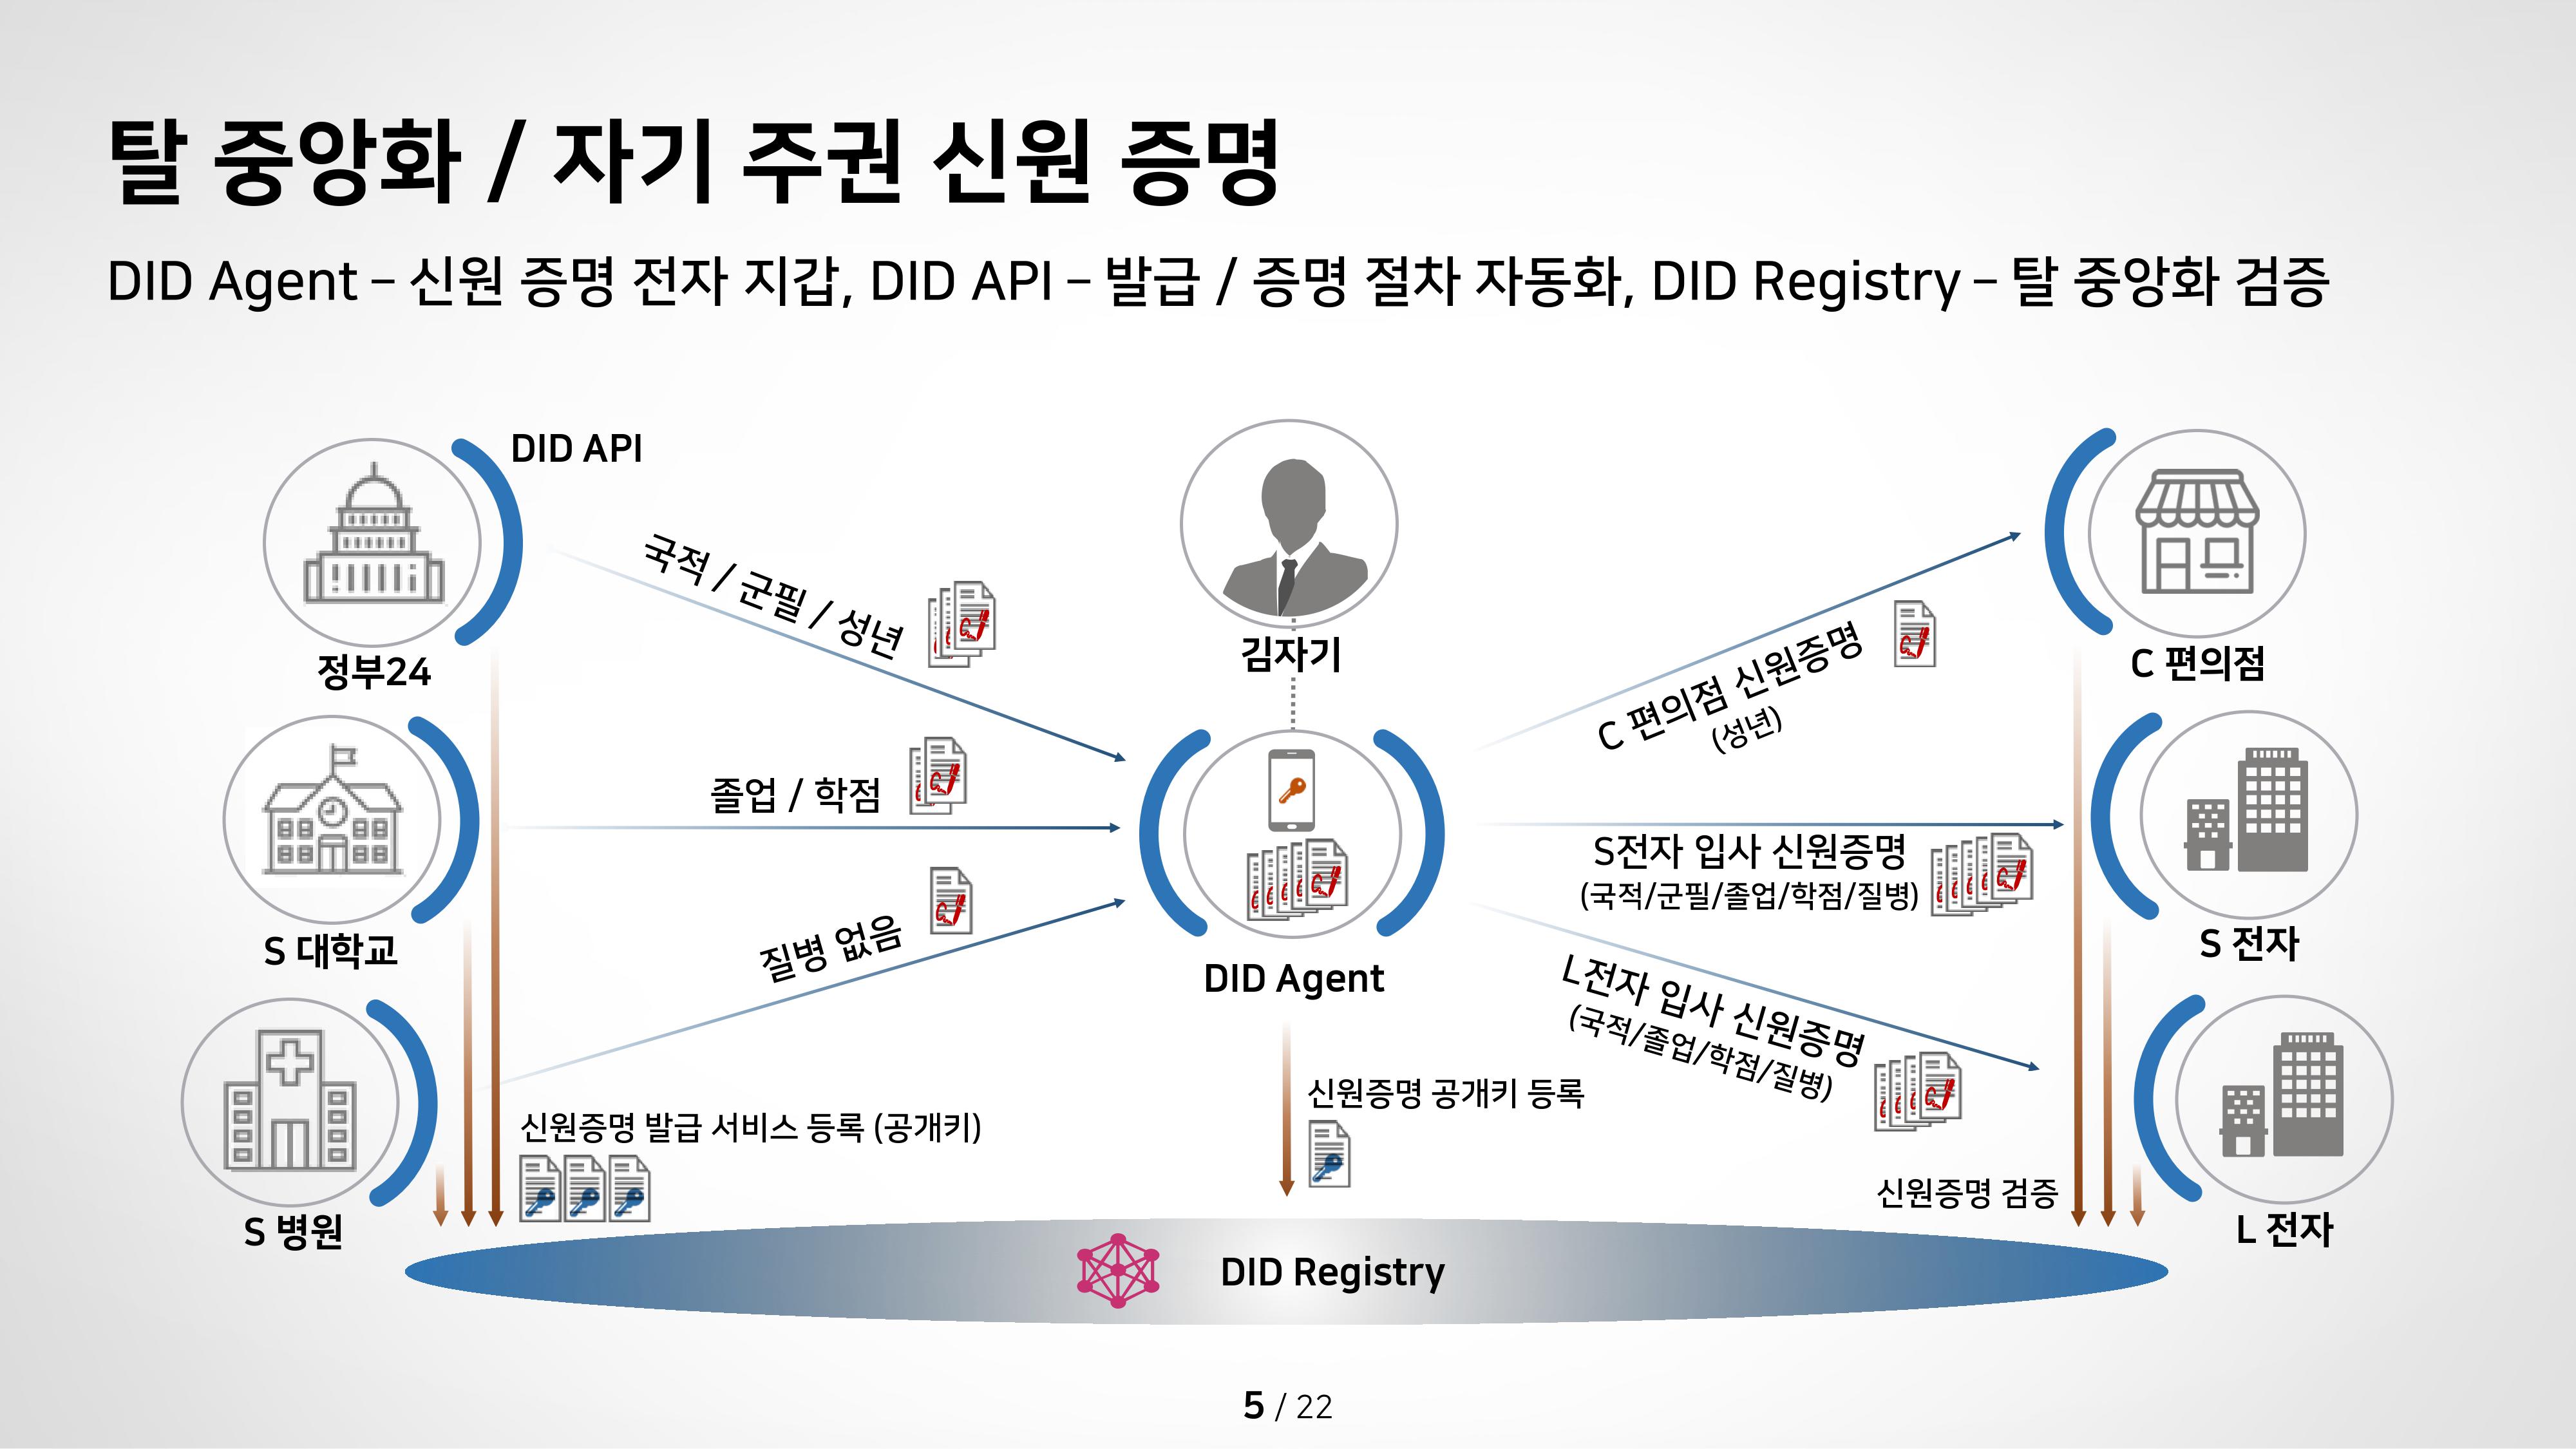 탈 중앙화 / 자기 주권 신원 증명
DID Agent – 신원 증명 전자 지갑, DID API – 발급 / 증명 절차 자동화, DID Registry – 탈 중앙화 검증
DID API
정부24
국적 / 군필 / 성년
S 대학교
졸업 / 학점
S 병원
질병 없음
신원증명 발급 서비스 등록 (공개키)
김자기
DID Agent
신원증명 공개키 등록
C 편의점 신원증명
(성년)
C 편의점
S전자 입사 신원증명
(국적/군필/졸업/학점/질병)
S 전자
L전자 입사 신원증명
(국적/졸업/학점/질병)
신원증명 검증
L 전자
DID Registry
5 / 22